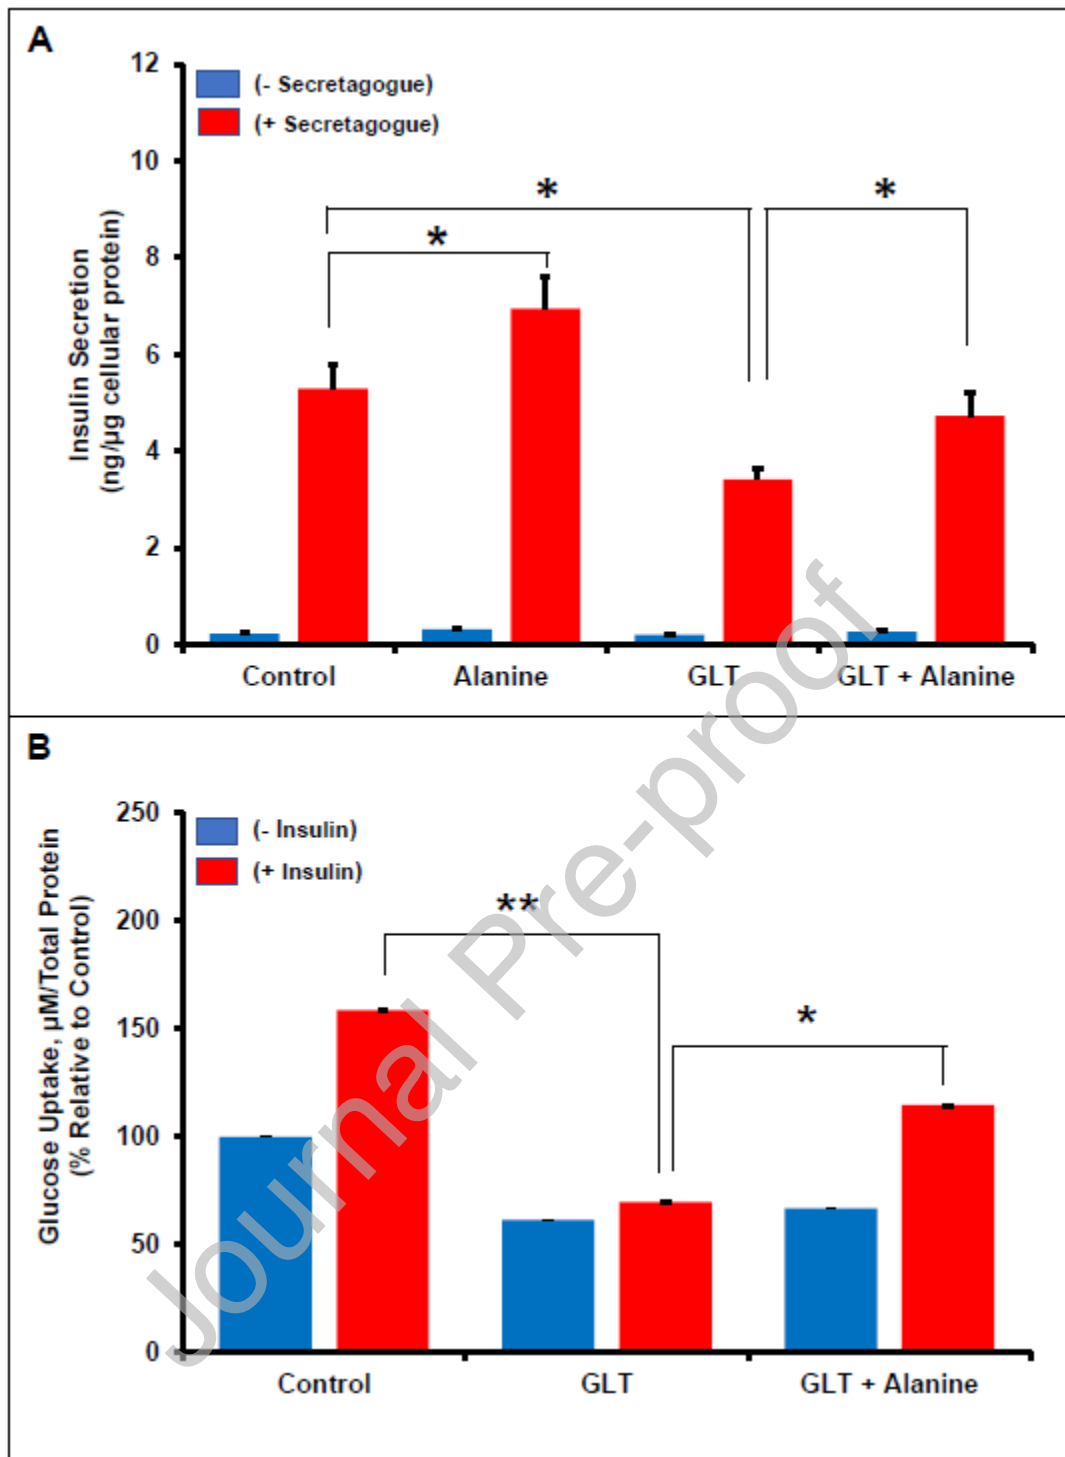 A
12
10
8
6
4
2
0
Insulin Secretion
(ng/µg cellular protein)
(- Secretagogue)
(+ Secretagogue)
*
*
*
Control Alanine GLT GLT + Alanine
B
250
200
150
100
50
0
Glucose Uptake, µM/Total Protein
(% Relative to Control)
(- Insulin)
(+ Insulin)
**
*
Control GLT GLT + Alanine
Journal Pre-proof